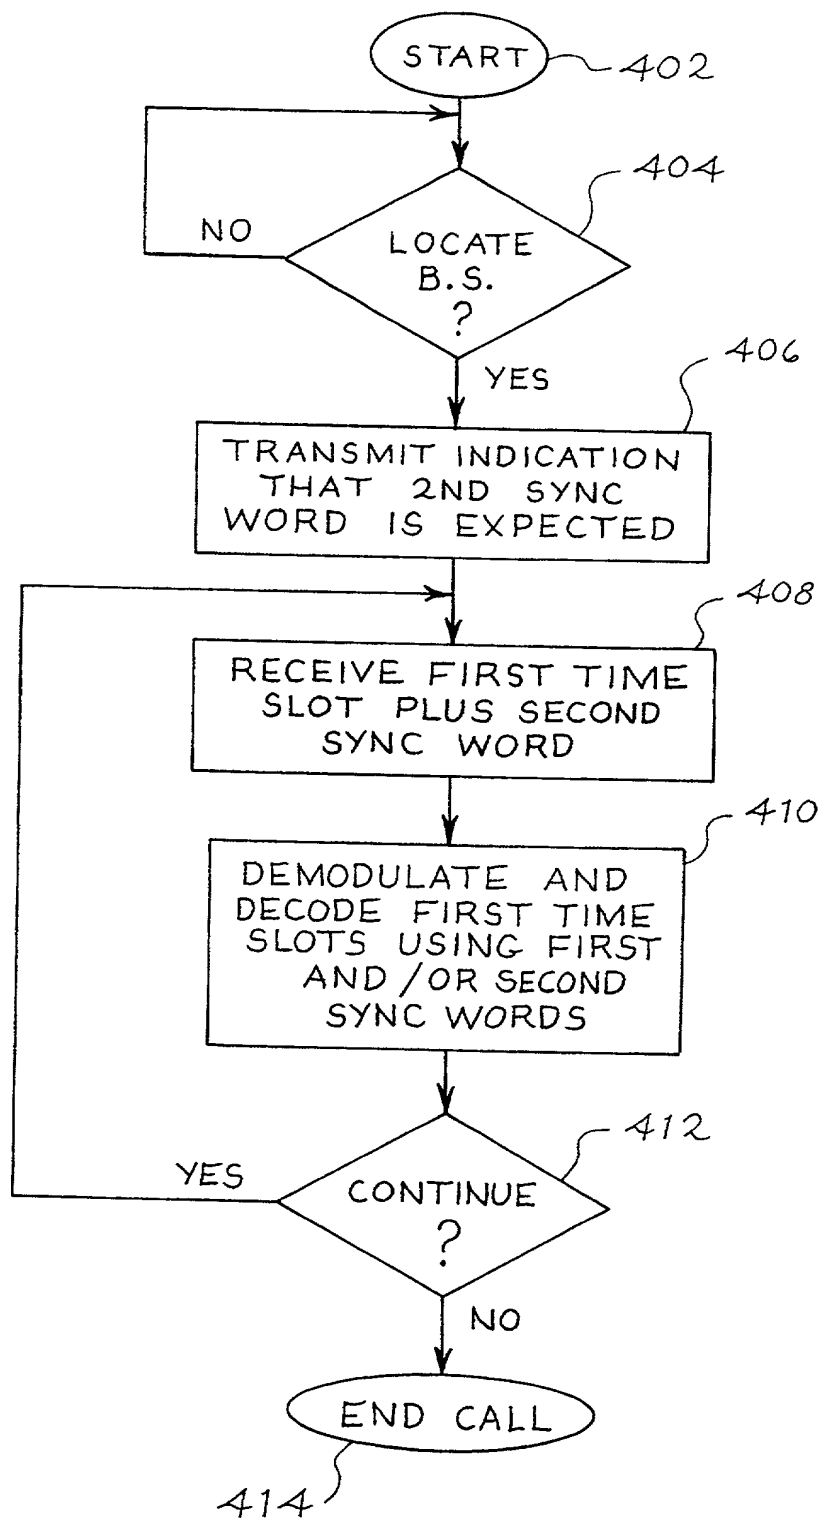 START
402
404
NO
LOCATE
B.S.
?
YES
406
TRANSMIT INDICATION
THAT 2ND SYNC
WORD IS EXPECTED
408
RECEIVE FIRST TIME
SLOT PLUS SECOND
SYNC WORD
410
DEMODULATE AND
DECODE FIRST TIME
SLOTS USING FIRST
AND/OR SECOND
SYNC WORDS
412
YES
CONTINUE
?
NO
END CALL
414